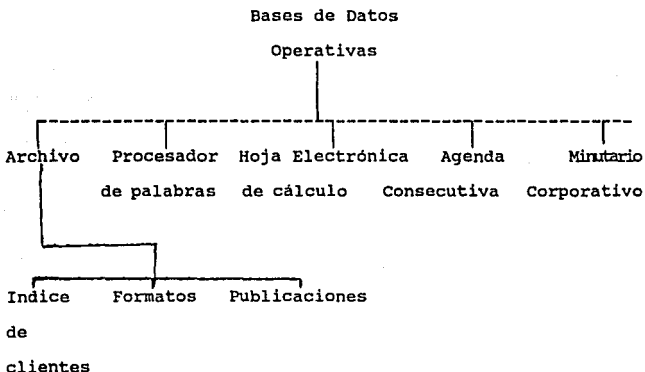 Bases de Datos
Operativas
Archivo Procesador Hoja Electrónica Agenda Minutario
de palabras de cálculo Consecutiva Corporativo
Indice Formatos Publicaciones
de
clientes